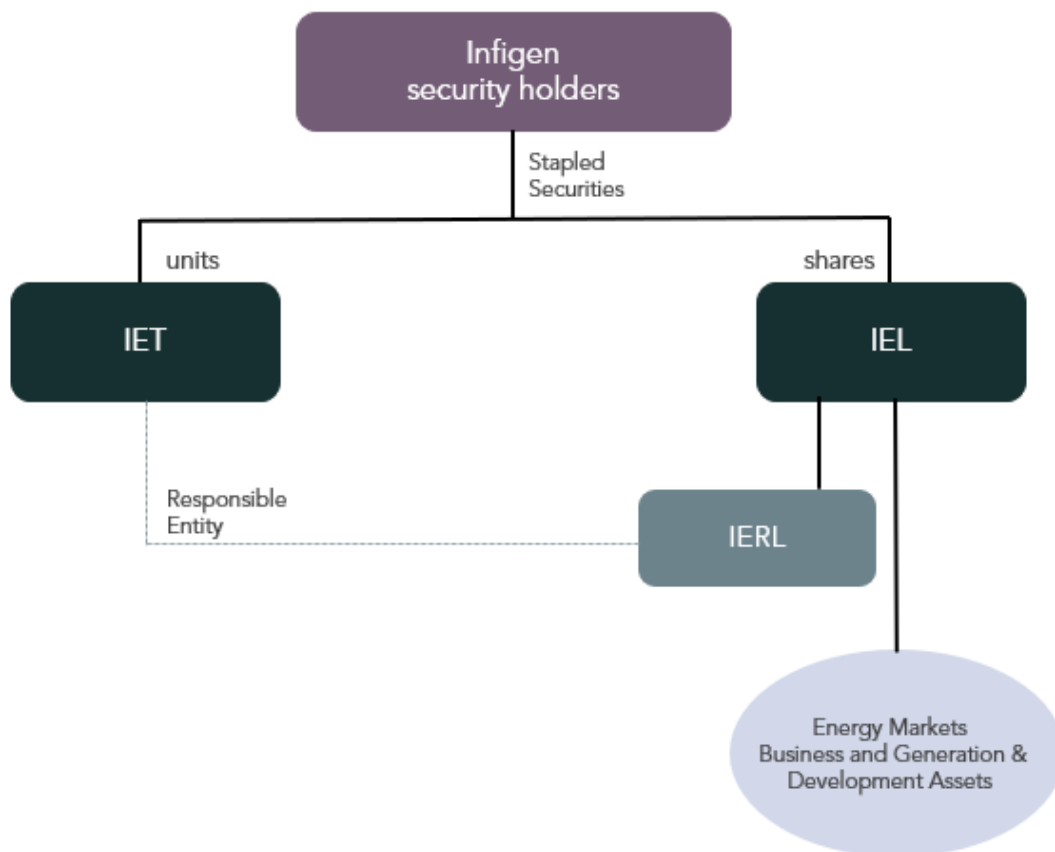 Infigen
security holders
Stapled
Securities
units
shares
IET
IEL
Responsible
Entity
IERL
Energy Markets
Business and Generation &
Development Assets